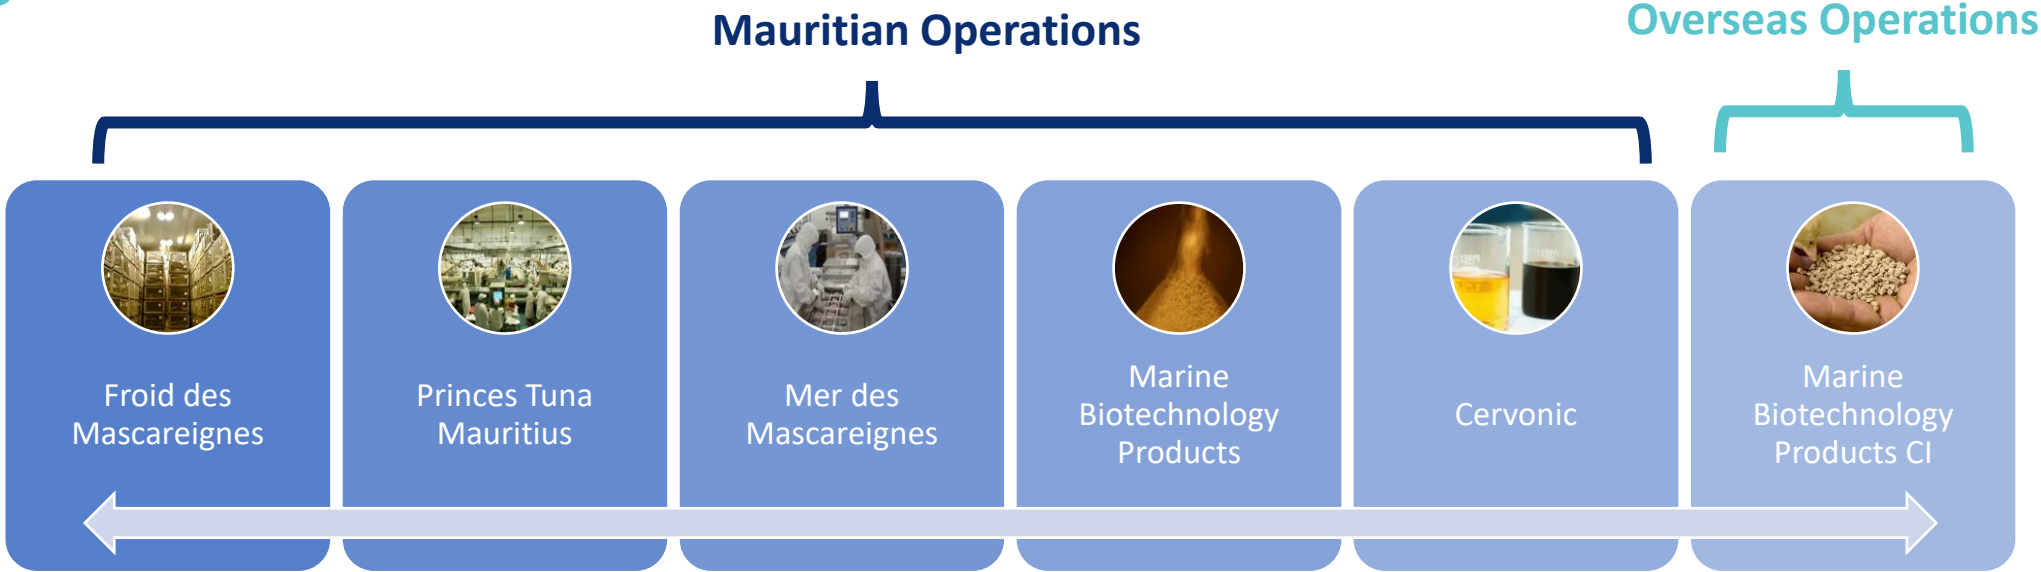 Mauritian Operations
Overseas Operations
Froid des
Mascareignes
Princes Tuna
Mauritius
Mer des
Mascareignes
Marine
Biotechnology
Products
Cervonic
Marine
Biotechnology
Products CI